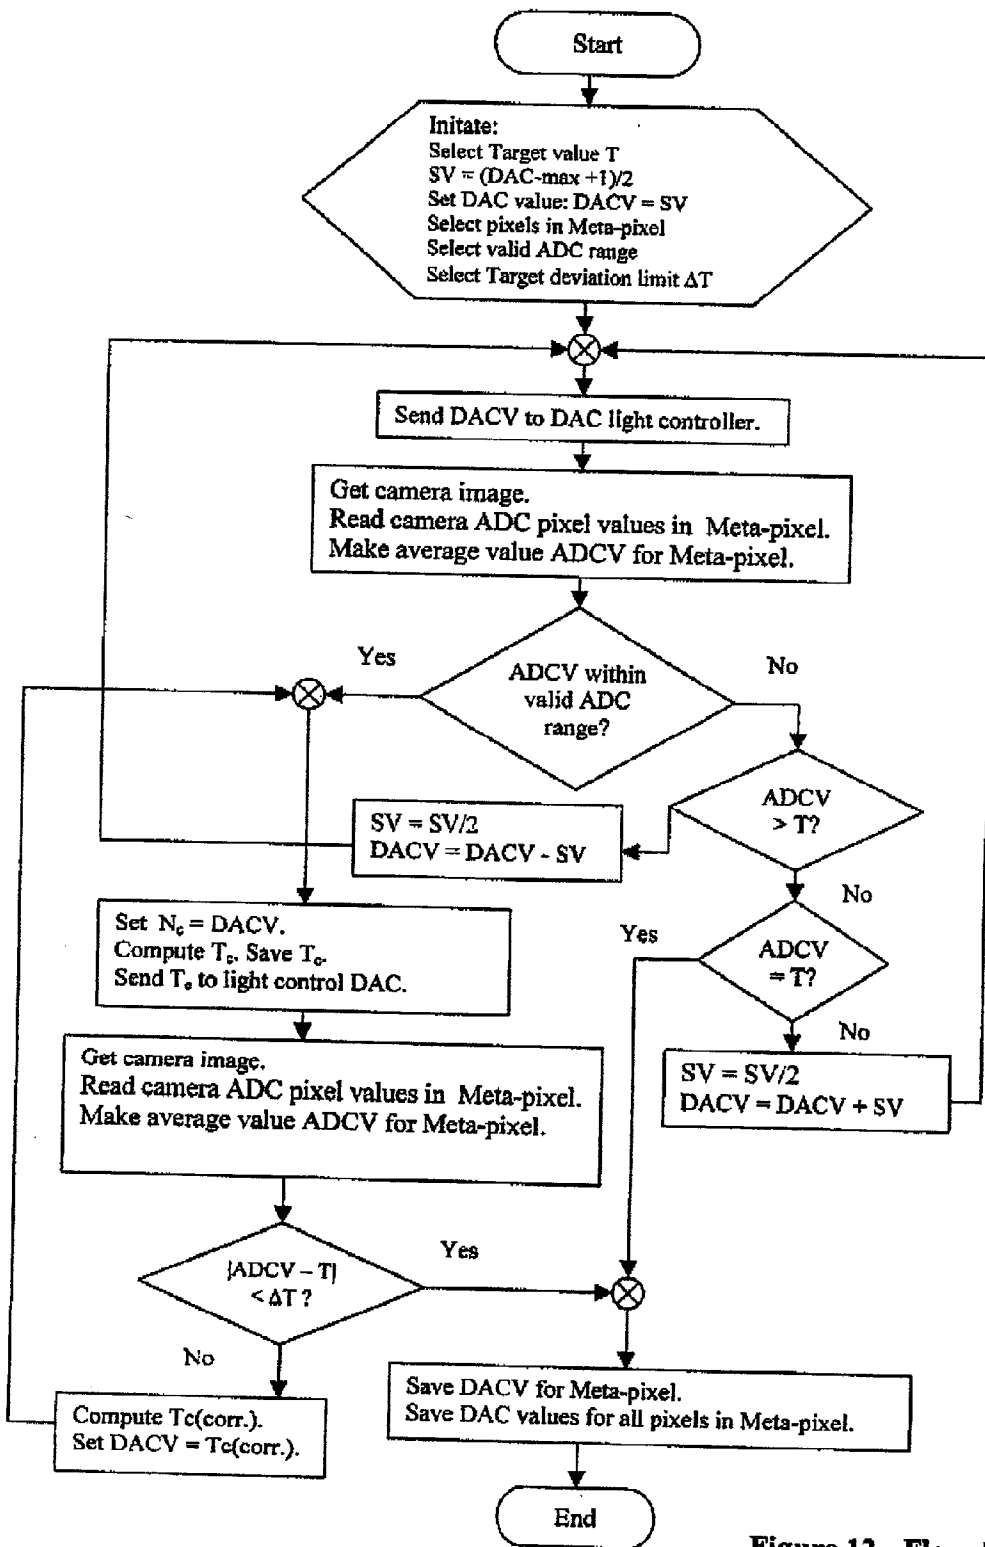 Start
Initate:
Select Target value T
SV = (DAC-max +1)/2
Set DAC value: DACV = SV
Select pixels in Meta-pixel
Select valid ADC range
Select Target deviation limit ΔT
Send DACV to DAC light controller.
Get camera image.
Read camera ADC pixel values in Meta-pixel.
Make average value ADCV for Meta-pixel.
Yes
ADCV within
valid ADC
range?
No
ADCV
> T?
SV = SV/2
DACV = DACV - SV
No
Set N_c = DACV.
Compute T_c. Save T_c.
Send T_c to light control DAC.
Yes
ADCV
= T?
No
SV = SV/2
DACV = DACV + SV
Get camera image.
Read camera ADC pixel values in Meta-pixel.
Make average value ADCV for Meta-pixel.
|ADCV – T|
< ΔT ?
Yes
No
Compute Tc(corr.).
Set DACV = Tc(corr.).
Save DACV for Meta-pixel.
Save DAC values for all pixels in Meta-pixel.
End